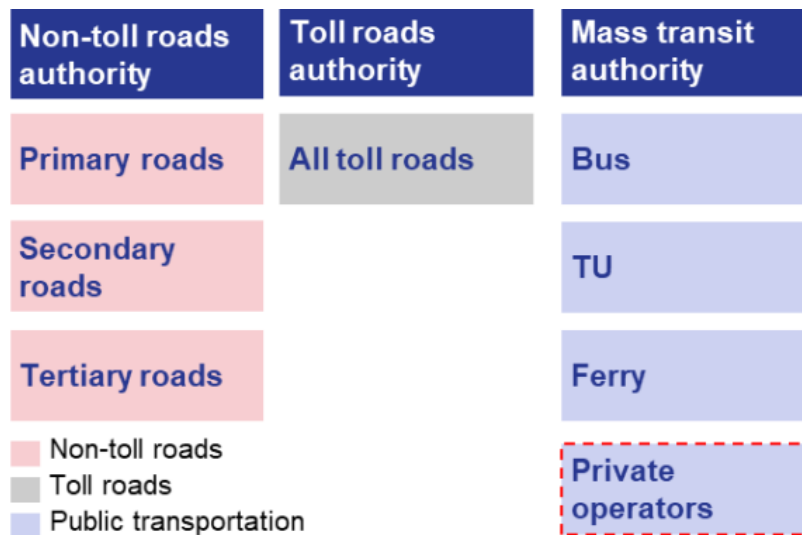 Non-toll roads
authority
Toll roads
authority
Mass transit
authority
Primary roads
All toll roads
Bus
Secondary
roads
TU
Tertiary roads
Ferry
Non-toll roads
Toll roads
Public transportation
Private
operators